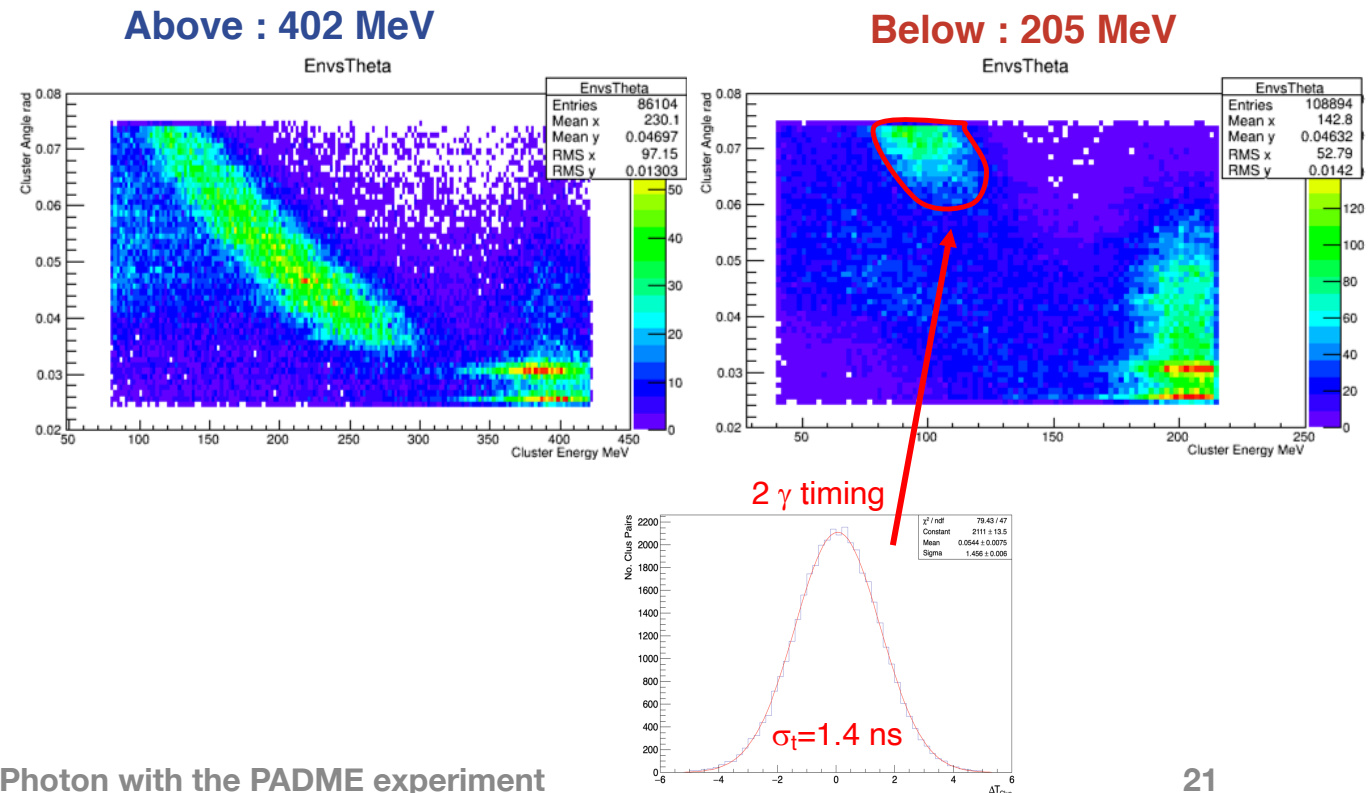 Above : 402 MeV
Below : 205 MeV
EnvsTheta
EnvsTheta
Entries 86104
Mean x 230.1
Mean y 0.04697
RMS x 97.15
RMS y 0.01303
EnvsTheta
Entries 108894
Mean x 142.8
Mean y 0.04632
RMS x 52.79
RMS y 0.0142
Cluster Angle rad
0.08
0.07
0.06
0.05
0.04
0.03
0.02
50 100 150 200 250 300 350 400 450
Cluster Energy MeV
50
40
30
20
10
0
Cluster Angle rad
0.08
0.07
0.06
0.05
0.04
0.03
0.02
50 100 150 200 250
Cluster Energy MeV
120
100
80
60
40
20
0
2 γ timing
χ² / ndf 79.43 / 47
Constant 2111 ± 13.5
Mean 0.0544 ± 0.0075
Sigma 1.456 ± 0.006
No. Clus Pairs
2200
2000
1800
1600
1400
1200
1000
800
600
400
200
0
σt=1.4 ns
−6 −4 −2 0 2 4 6
Photon with the PADME experiment
21